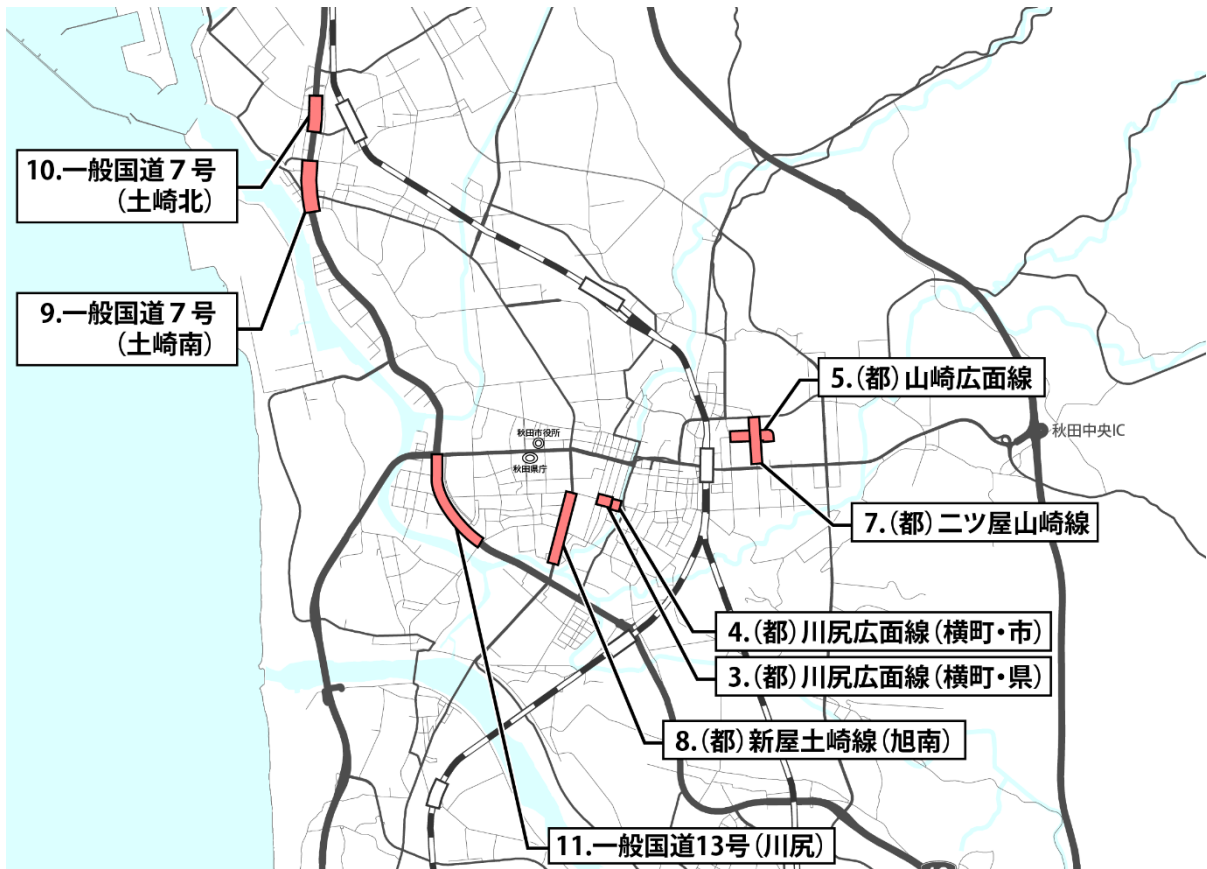 10.一般国道７号
(土崎北)
9.一般国道７号
(土崎南)
5.(都)山崎広面線
秋田中央IC
秋田市役所
秋田県庁
7.(都)二ツ屋山崎線
4.(都)川尻広面線(横町・市)
3.(都)川尻広面線(横町・県)
8.(都)新屋土崎線(旭南)
11.一般国道13号(川尻)